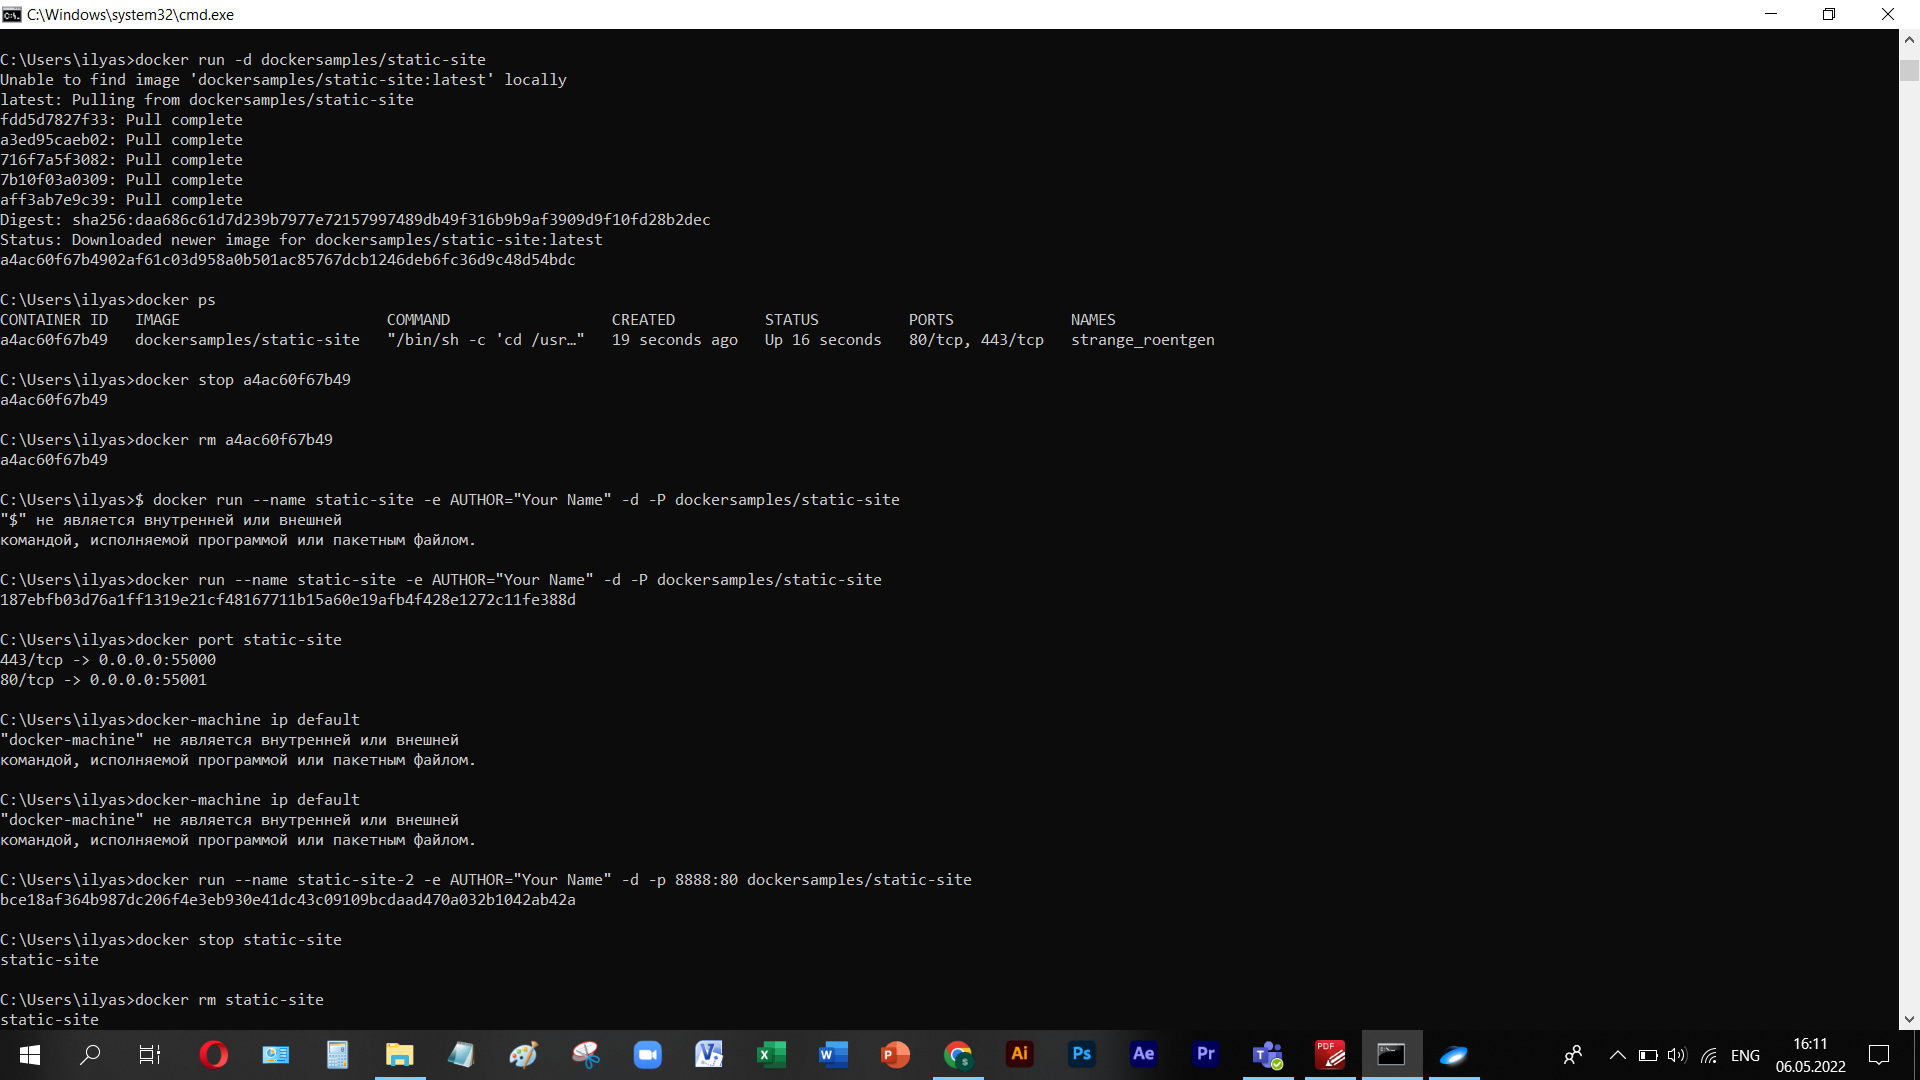 C:\Windows\system32\cmd.exe
C:\Users\ilyas>docker run -d dockersamples/static-site
Unable to find image 'dockersamples/static-site:latest' locally
latest: Pulling from dockersamples/static-site
fdd5d7827f33: Pull complete
a3ed95caeb02: Pull complete
716f7a5f3082: Pull complete
7b10f03a0309: Pull complete
aff3ab7e9c39: Pull complete
Digest: sha256:daa686c61d7d239b7977e72157997489db49f316b9b9af3909d9f10fd28b2dec
Status: Downloaded newer image for dockersamples/static-site:latest
a4ac60f67b4902af61c03d958a0b501ac85767dcb1246deb6fc36d9c48d54bdc
C:\Users\ilyas>docker ps
CONTAINER ID   IMAGE                       COMMAND                  CREATED          STATUS          PORTS             NAMES
a4ac60f67b49   dockersamples/static-site   "/bin/sh -c 'cd /usr…"   19 seconds ago   Up 16 seconds   80/tcp, 443/tcp   strange_roentgen
C:\Users\ilyas>docker stop a4ac60f67b49
a4ac60f67b49
C:\Users\ilyas>docker rm a4ac60f67b49
a4ac60f67b49
C:\Users\ilyas>$ docker run --name static-site -e AUTHOR="Your Name" -d -P dockersamples/static-site
"$" не является внутренней или внешней
командой, исполняемой программой или пакетным файлом.
C:\Users\ilyas>docker run --name static-site -e AUTHOR="Your Name" -d -P dockersamples/static-site
187ebfb03d76a1ff1319e21cf48167711b15a60e19afb4f428e1272c11fe388d
C:\Users\ilyas>docker port static-site
443/tcp -> 0.0.0.0:55000
80/tcp -> 0.0.0.0:55001
C:\Users\ilyas>docker-machine ip default
"docker-machine" не является внутренней или внешней
командой, исполняемой программой или пакетным файлом.
C:\Users\ilyas>docker-machine ip default
"docker-machine" не является внутренней или внешней
командой, исполняемой программой или пакетным файлом.
C:\Users\ilyas>docker run --name static-site-2 -e AUTHOR="Your Name" -d -p 8888:80 dockersamples/static-site
bce18af364b987dc206f4e3eb930e41dc43c09109bcdaad470a032b1042ab42a
C:\Users\ilyas>docker stop static-site
static-site
C:\Users\ilyas>docker rm static-site
static-site
Ai Ps Ae Pr PDF ENG 16:11
06.05.2022